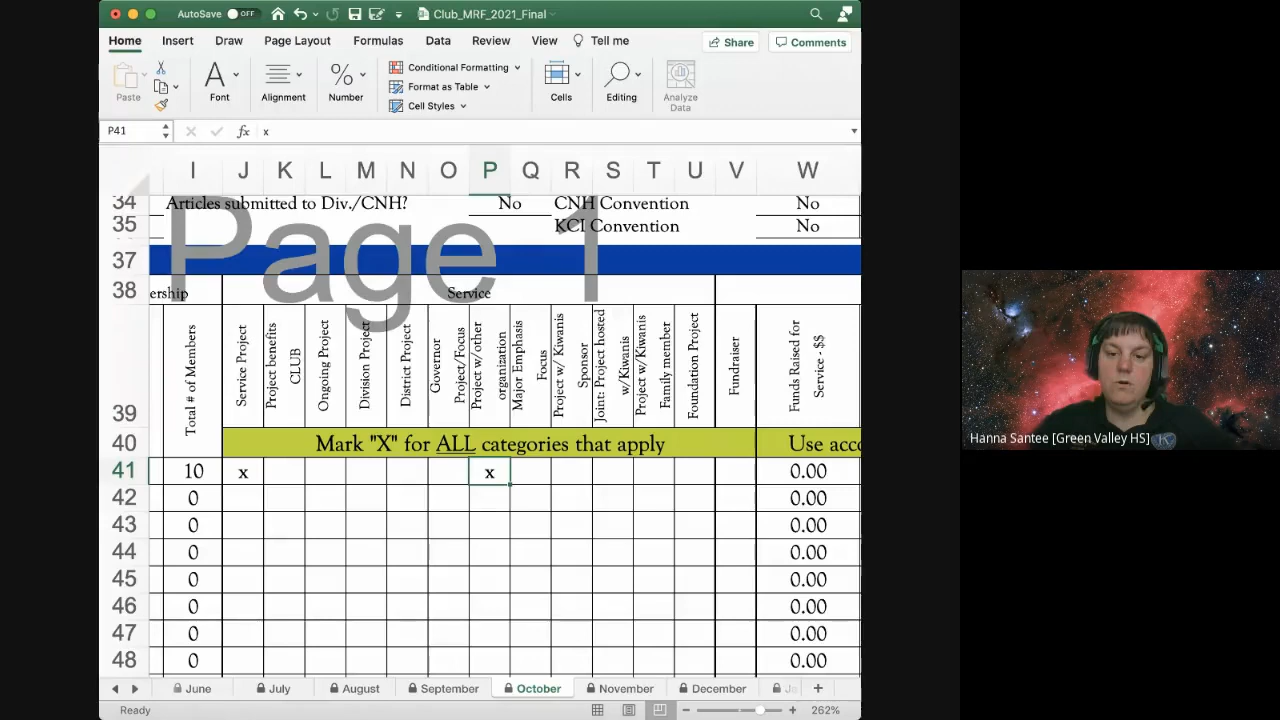 AutoSave OFF Club_MRF_2021_Final
Home Insert Draw Page Layout Formulas Data Review View Tell me Share Comments
Paste Font Alignment Number Conditional Formatting Format as Table Cell Styles Cells Editing Analyze Data
P41 fx x
I J K L M N O P Q R S T U V W
34 Articles submitted to Div./CNH? No CNH Convention No
35 KCI Convention No
Page 1
37
38 ership Service
39 Total # of Members Service Project Project benefits CLUB Ongoing Project Division Project District Project Governor Project/Focus Project w/other organization Major Emphasis Focus Project w/ Kiwanis Sponsor Joint: Project hosted w/Kiwanis Project w/Kiwanis Family member Foundation Project Fundraiser Funds Raised for Service - $$
40 Mark "X" for ALL categories that apply Use acco
41 10 x x 0.00
42 0 0.00
43 0 0.00
44 0 0.00
45 0 0.00
46 0 0.00
47 0 0.00
48 0 0.00
June July August September October November December + 
Ready 262%
Hanna Santee [Green Valley HS]